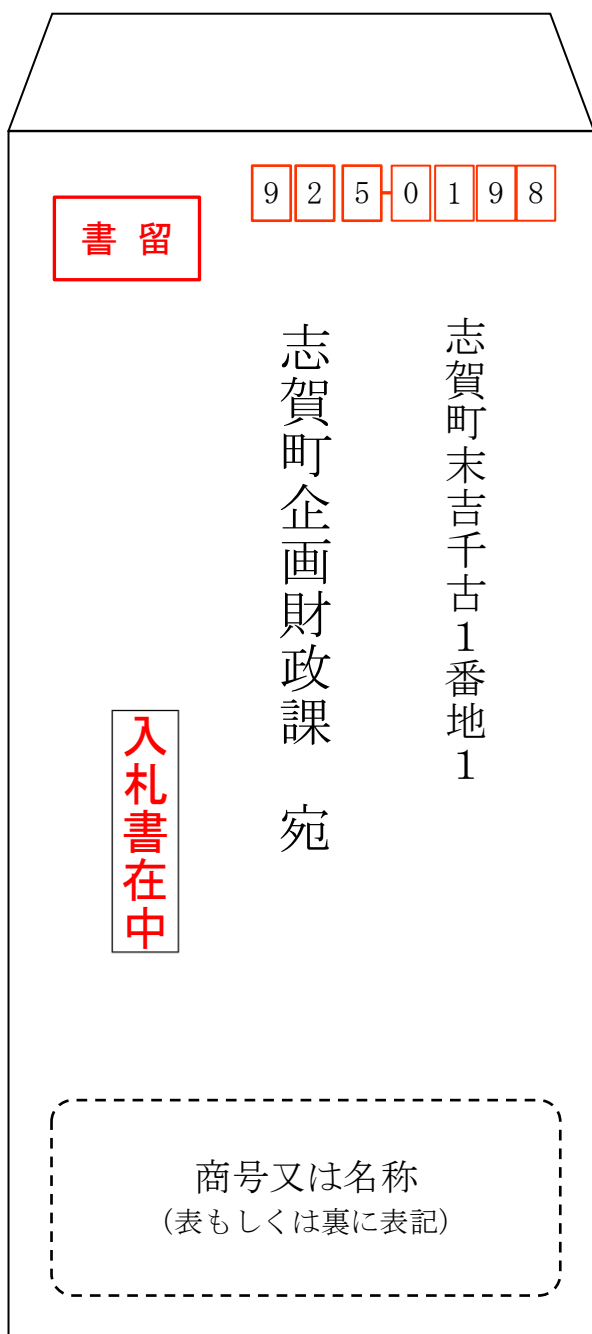 925-0198
書留
志賀町末吉千古1番地1
志賀町企画財政課　宛
入札書在中
商号又は名称
（表もしくは裏に表記）